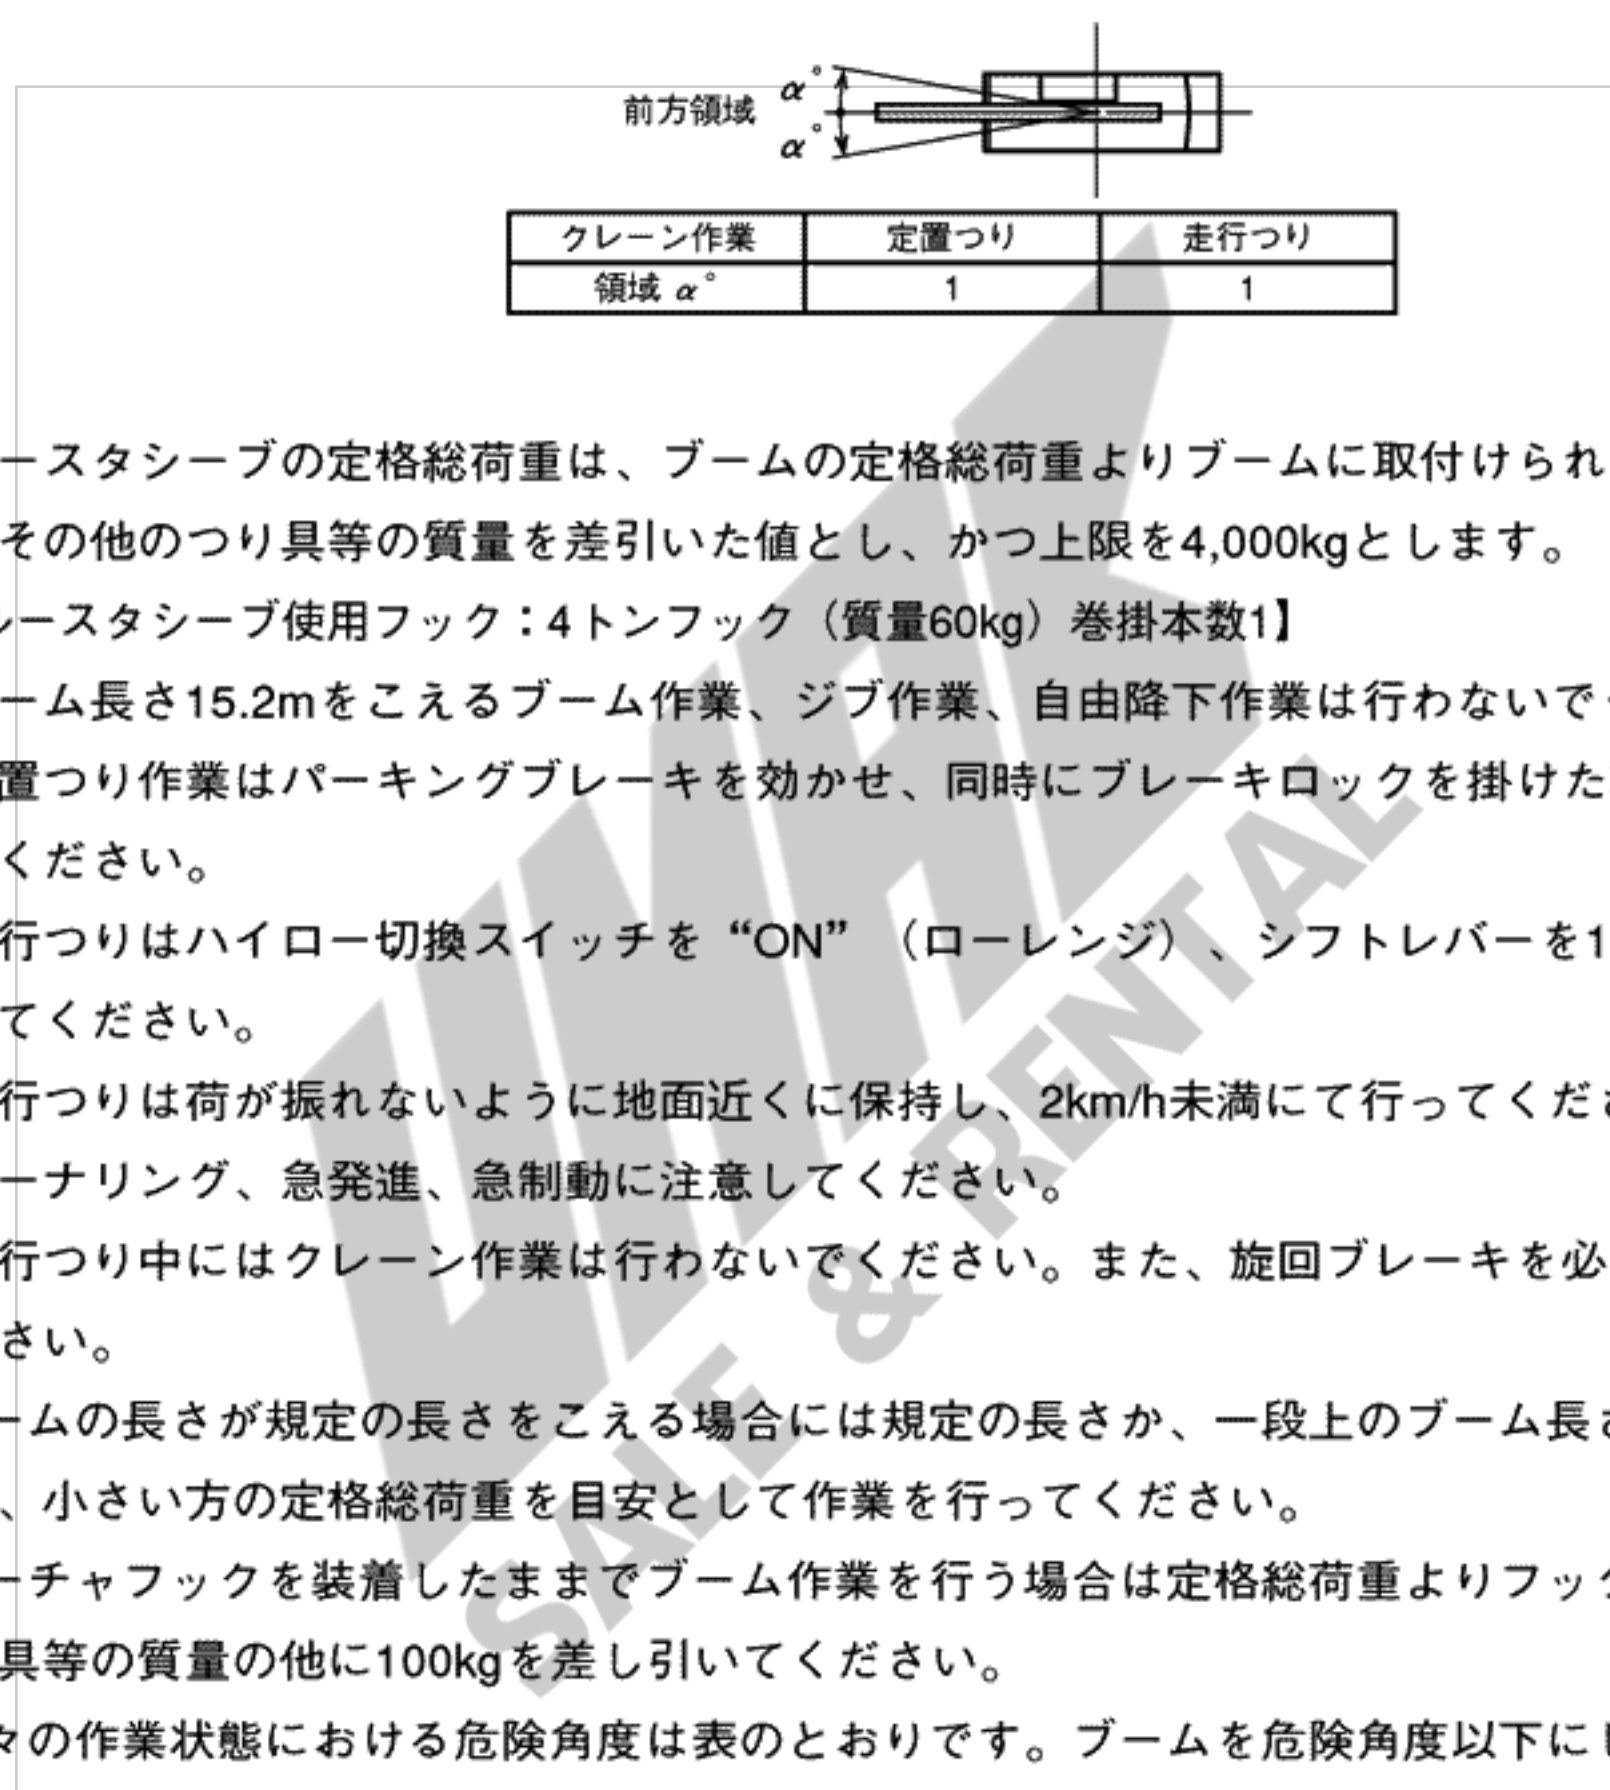 α°
前方領域
α°
クレーン作業 定置つり 走行つり
領域 α° 1 1
ースタシーブの定格総荷重は、ブームの定格総荷重よりブームに取付けられ
その他のつり具等の質量を差引いた値とし、かつ上限を4,000kgとします。
ースタシーブ使用フック：4トンフック（質量60kg）巻掛本数1】
ーム長さ15.2mをこえるブーム作業、ジブ作業、自由降下作業は行わないで
置つり作業はパーキングブレーキを効かせ、同時にブレーキロックを掛けた
ください。
行つりはハイロー切換スイッチを“ON”（ローレンジ）、シフトレバーを1
てください。
行つりは荷が振れないように地面近くに保持し、2km/h未満にて行ってくださ
ーナリング、急発進、急制動に注意してください。
行つり中にはクレーン作業は行わないでください。また、旋回ブレーキを必
さい。
ームの長さが規定の長さをこえる場合には規定の長さか、一段上のブーム長さ
、小さい方の定格総荷重を目安として作業を行ってください。
ーチャフックを装着したままでブーム作業を行う場合は定格総荷重よりフック
具等の質量の他に100kgを差し引いてください。
々の作業状態における危険角度は表のとおりです。ブームを危険角度以下に
UMAK
SALE & RENTAL